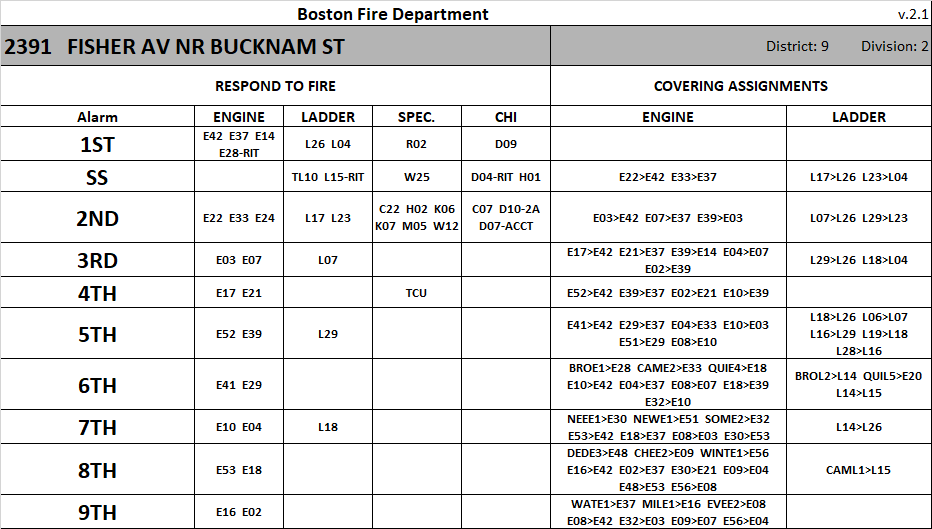 Boston Fire Department v.2.1
2391 FISHER AV NR BUCKNAM ST District: 9 Division: 2
RESPOND TO FIRE COVERING ASSIGNMENTS
Alarm ENGINE LADDER SPEC. CHI ENGINE LADDER
1ST
E42 E37 E14
E28-RIT
L26 L04
R02
D09
SS
TL10 L15-RIT
W25
D04-RIT H01
E22>E42 E33>E37
L17>L26 L23>L04
2ND
E22 E33 E24
L17 L23
C22 H02 K06
K07 M05 W12
C07 D10-2A
D07-ACCT
E03>E42 E07>E37 E39>E03
L07>L26 L29>L23
3RD
E03 E07
L07
E17>E42 E21>E37 E39>E14 E04>E07
E02>E39
L29>L26 L18>L04
4TH
E17 E21
TCU
E52>E42 E39>E37 E02>E21 E10>E39
5TH
E52 E39
L29
E41>E42 E29>E37 E04>E33 E10>E03
E51>E29 E08>E10
L18>L26 L06>L07
L16>L29 L19>L18
L28>L16
6TH
E41 E29
BROE1>E28 CAME2>E33 QUIE4>E18
E10>E42 E04>E37 E08>E07 E18>E39
E32>E10
BROL2>L14 QUIL5>E20
L14>L15
7TH
E10 E04
L18
NEEE1>E30 NEWE1>E51 SOME2>E32
E53>E42 E18>E37 E08>E03 E30>E53
L14>L26
8TH
E53 E18
DEDE3>E48 CHEE2>E09 WINTE1>E56
E16>E42 E02>E37 E30>E21 E09>E04
E48>E53 E56>E08
CAML1>L15
9TH
E16 E02
WATE1>E37 MILE1>E16 EVEE2>E08
E08>E42 E32>E03 E09>E07 E56>E04